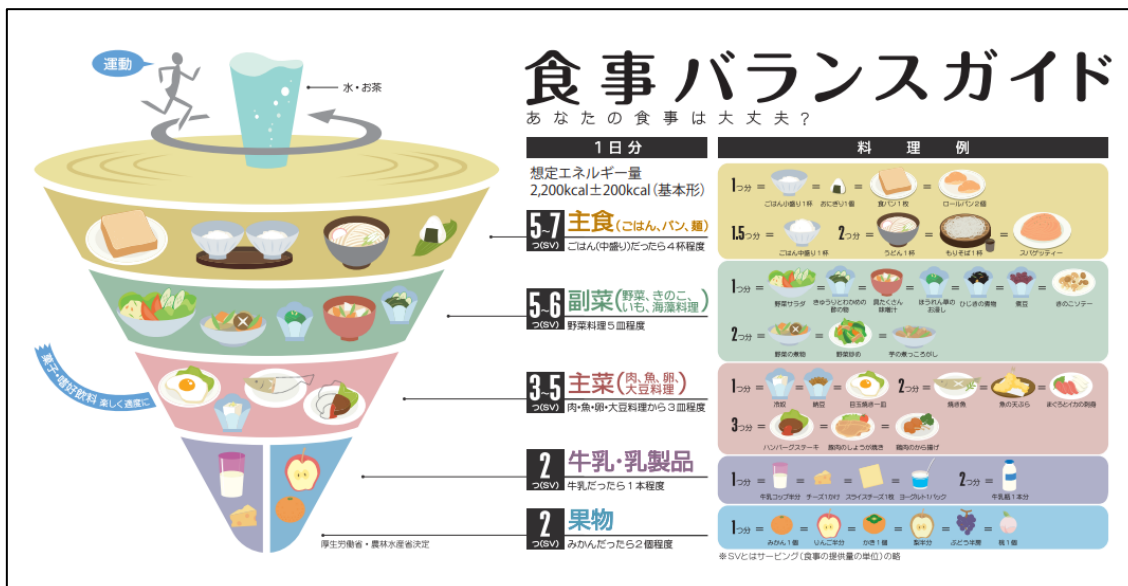 運動
水・お茶
菓子・嗜好飲料 楽しく適度に
厚生労働省・農林水産省決定
食事バランスガイド
あなたの食事は大丈夫?
1日分
想定エネルギー量
2,200kcal±200kcal(基本形)
5~7 つ(SV) 主食(ごはん、パン、麺)
ごはん(中盛り)だったら4杯程度
5~6 つ(SV) 副菜(野菜、きのこ、いも、海藻料理)
野菜料理5皿程度
3~5 つ(SV) 主菜(肉、魚、卵、大豆料理)
肉・魚・卵・大豆料理から3皿程度
2 つ(SV) 牛乳・乳製品
牛乳だったら1本程度
2 つ(SV) 果物
みかんだったら2個程度
料理例
1つ分 = ごはん小盛り1杯 = おにぎり1個 = 食パン1枚 = ロールパン2個
1.5つ分 = ごはん中盛り1杯 2つ分 = うどん1杯 = もりそば1杯 = スパゲッティー
1つ分 = 野菜サラダ = きゅうりとわかめの酢の物 = 具たくさん味噌汁 = ほうれん草のお浸し = ひじきの煮物 = 煮豆 = きのこソテー
2つ分 = 野菜の煮物 = 野菜炒め = 芋の煮っころがし
1つ分 = 冷奴 = 納豆 = 目玉焼き一皿 2つ分 = 焼き魚 = 魚の天ぷら = まぐろとイカの刺身
3つ分 = ハンバーグステーキ = 豚肉のしょうが焼き = 鶏肉のから揚げ
1つ分 = 牛乳コップ半分 = チーズ1かけ = スライスチーズ1枚 = ヨーグルト1パック 2つ分 = 牛乳瓶1本分
1つ分 = みかん1個 = りんご半分 = かき1個 = 梨半分 = ぶどう半房 = 桃1個
※SVとはサービング(食事の提供量の単位)の略